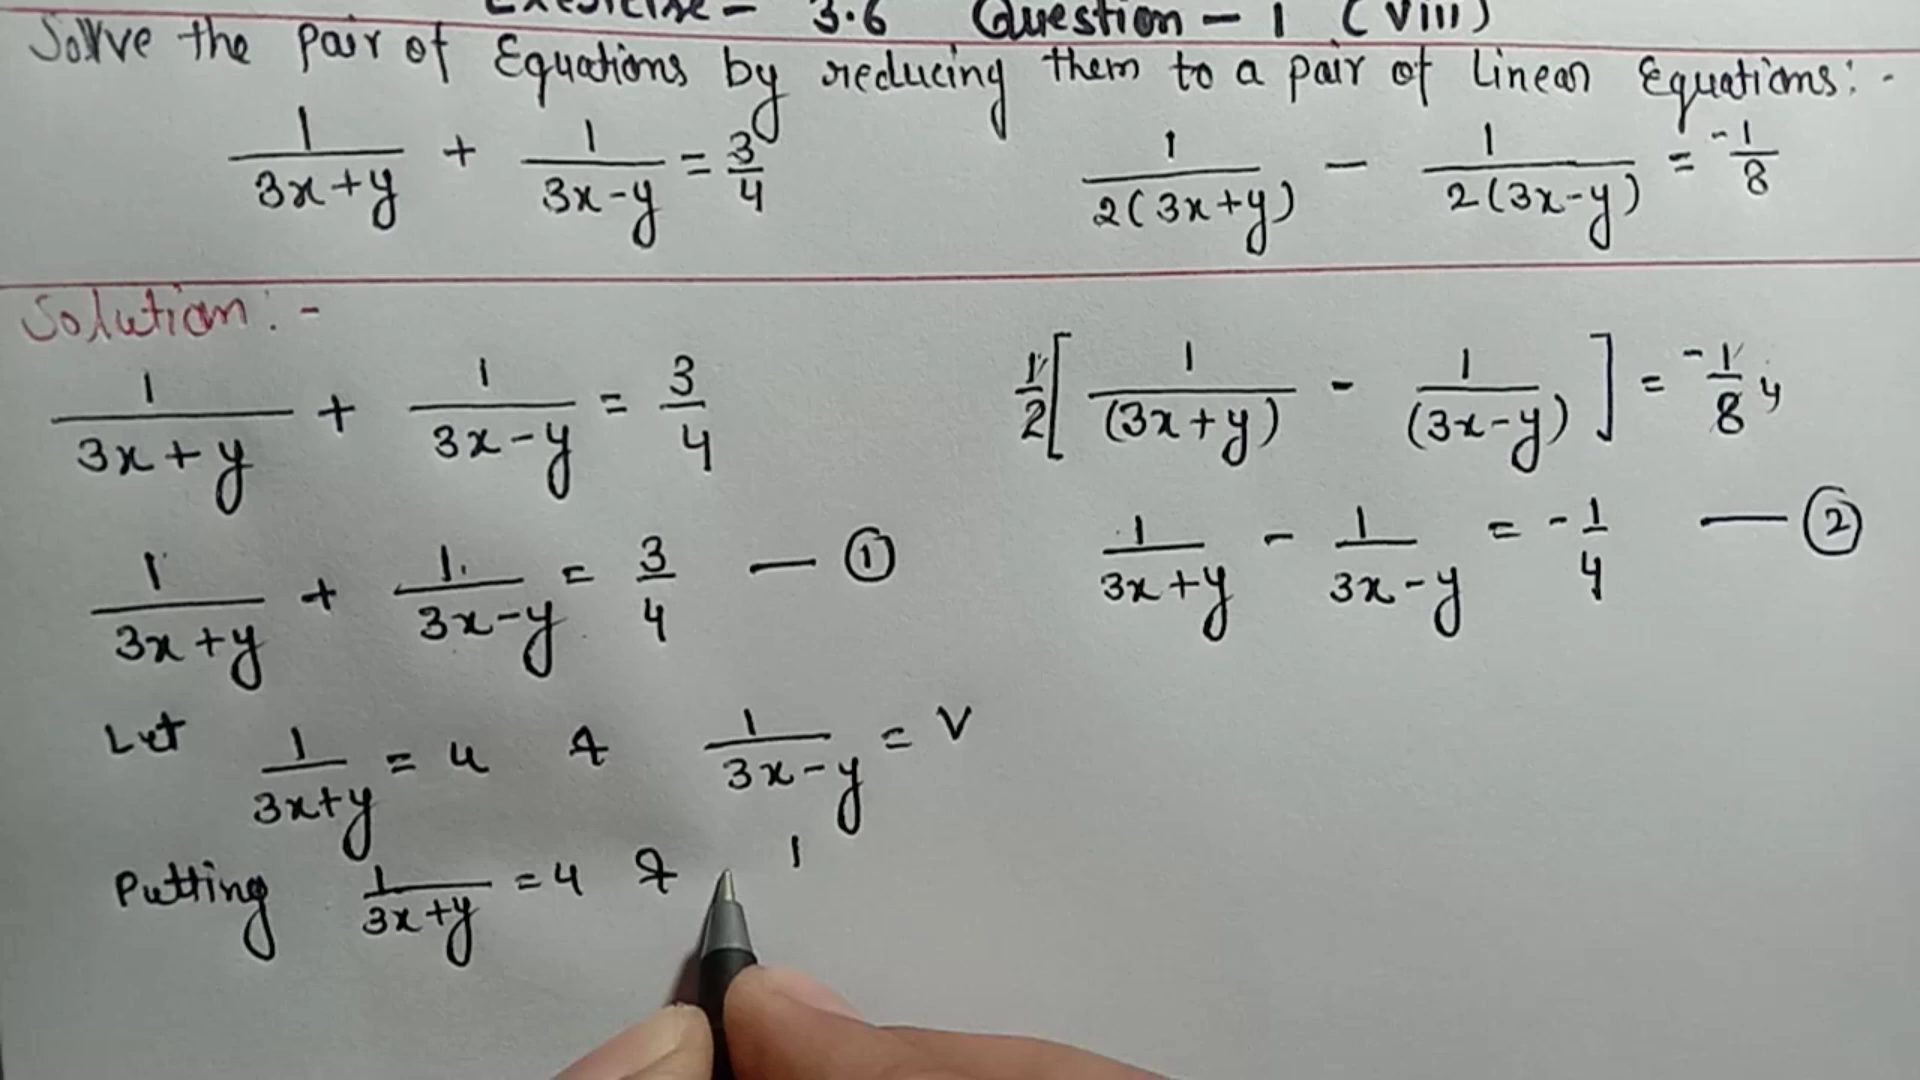 Exercise - 3.6 Question - 1 (VIII)
Solve the pair of Equations by reducing them to a pair of Linear Equations: -
1/(3x+y) + 1/(3x-y) = 3/4    1/(2(3x+y)) - 1/(2(3x-y)) = -1/8
Solution: -
1/(3x+y) + 1/(3x-y) = 3/4    1/2 [ 1/(3x+y) - 1/(3x-y) ] = -1/8 4
1/(3x+y) + 1/(3x-y) = 3/4 — ①    1/(3x+y) - 1/(3x-y) = -1/4 — ②
Let 1/(3x+y) = u & 1/(3x-y) = v
Putting 1/(3x+y) = u & 1